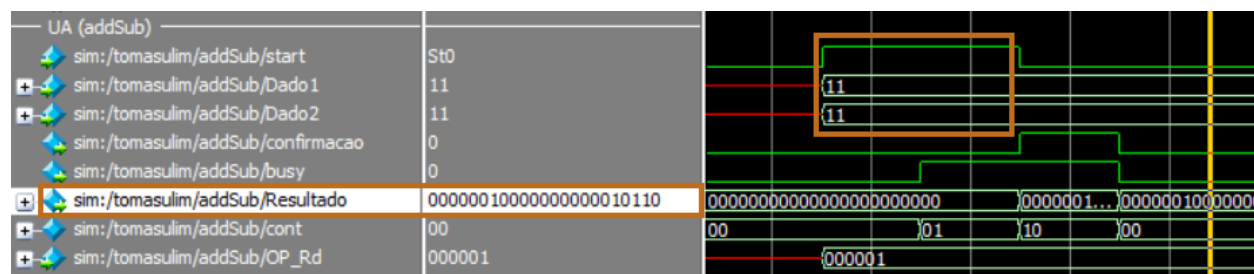 UA (addSub)
sim:/tomasulim/addSub/start St0
sim:/tomasulim/addSub/Dado1 11 11
sim:/tomasulim/addSub/Dado2 11 11
sim:/tomasulim/addSub/confirmacao 0
sim:/tomasulim/addSub/busy 0
sim:/tomasulim/addSub/Resultado 00000010000000000010110 00000000000000000000000 0000001... 0000001000000
sim:/tomasulim/addSub/cont 00 00 01 10 00
sim:/tomasulim/addSub/OP_Rd 000001 000001